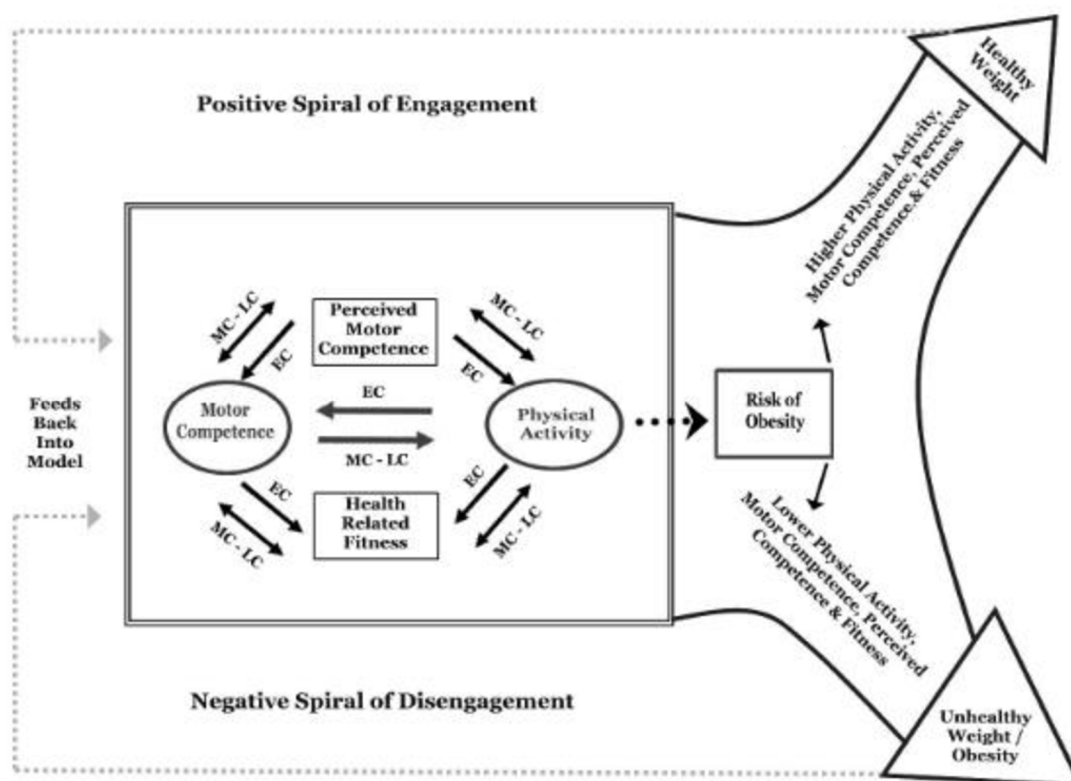 Positive Spiral of Engagement
Healthy
Weight
Higher Physical Activity,
Motor Competence, Perceived
Competence & Fitness
MC - LC
EC
Perceived
Motor
Competence
MC - LC
EC
Feeds
Back
Into
Model
Motor
Competence
EC
MC - LC
Physical
Activity
Risk of
Obesity
EC
MC - LC
Health
Related
Fitness
EC
MC - LC
Lower Physical Activity,
Motor Competence, Perceived
Competence & Fitness
Negative Spiral of Disengagement
Unhealthy
Weight /
Obesity